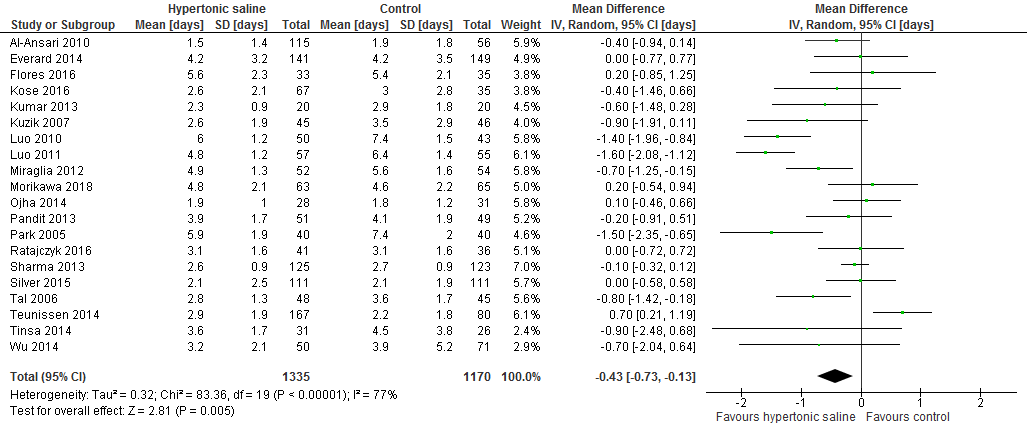 Hypertonic saline Control Mean Difference Mean Difference
Study or Subgroup Mean [days] SD [days] Total Mean [days] SD [days] Total Weight IV, Random, 95% CI [days] IV, Random, 95% CI [days]
Al-Ansari 2010 1.5 1.4 115 1.9 1.8 56 5.9% -0.40 [-0.94, 0.14]
Everard 2014 4.2 3.2 141 4.2 3.5 149 4.9% 0.00 [-0.77, 0.77]
Flores 2016 5.6 2.3 33 5.4 2.1 35 3.8% 0.20 [-0.85, 1.25]
Kose 2016 2.6 2.1 67 3 2.8 35 3.8% -0.40 [-1.46, 0.66]
Kumar 2013 2.3 0.9 20 2.9 1.8 20 4.5% -0.60 [-1.48, 0.28]
Kuzik 2007 2.6 1.9 45 3.5 2.9 46 4.0% -0.90 [-1.91, 0.11]
Luo 2010 6 1.2 50 7.4 1.5 43 5.8% -1.40 [-1.96, -0.84]
Luo 2011 4.8 1.2 57 6.4 1.4 55 6.1% -1.60 [-2.08, -1.12]
Miraglia 2012 4.9 1.3 52 5.6 1.6 54 5.8% -0.70 [-1.25, -0.15]
Morikawa 2018 4.8 2.1 63 4.6 2.2 65 5.0% 0.20 [-0.54, 0.94]
Ojha 2014 1.9 1 28 1.8 1.2 31 5.8% 0.10 [-0.46, 0.66]
Pandit 2013 3.9 1.7 51 4.1 1.9 49 5.2% -0.20 [-0.91, 0.51]
Park 2005 5.9 1.9 40 7.4 2 40 4.6% -1.50 [-2.35, -0.65]
Ratajczyk 2016 3.1 1.6 41 3.1 1.6 36 5.1% 0.00 [-0.72, 0.72]
Sharma 2013 2.6 0.9 125 2.7 0.9 123 7.0% -0.10 [-0.32, 0.12]
Silver 2015 2.1 2.5 111 2.1 1.9 111 5.7% 0.00 [-0.58, 0.58]
Tal 2006 2.8 1.3 48 3.6 1.7 45 5.5% -0.80 [-1.42, -0.18]
Teunissen 2014 2.9 1.9 167 2.2 1.8 80 6.1% 0.70 [0.21, 1.19]
Tinsa 2014 3.6 1.7 31 4.5 3.8 26 2.4% -0.90 [-2.48, 0.68]
Wu 2014 3.2 2.1 50 3.9 5.2 71 2.9% -0.70 [-2.04, 0.64]
Total (95% CI) 1335 1170 100.0% -0.43 [-0.73, -0.13]
Heterogeneity: Tau² = 0.32; Chi² = 83.36, df = 19 (P < 0.00001); I² = 77%
Test for overall effect: Z = 2.81 (P = 0.005)
-2 -1 0 1 2
Favours hypertonic saline Favours control